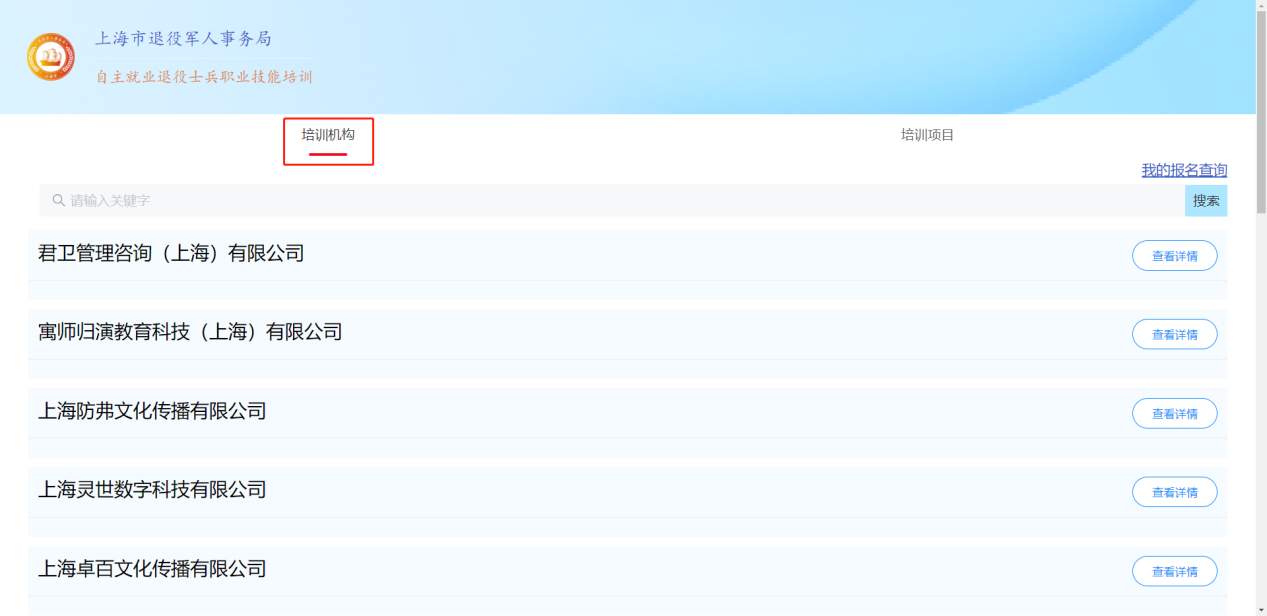 上海市退役军人事务局
自主就业退役士兵职业技能培训
培训机构 培训项目
我的报名查询
请输入关键字 搜索
君卫管理咨询（上海）有限公司 查看详情
寓师归演教育科技（上海）有限公司 查看详情
上海防弗文化传播有限公司 查看详情
上海灵世数字科技有限公司 查看详情
上海卓百文化传播有限公司 查看详情